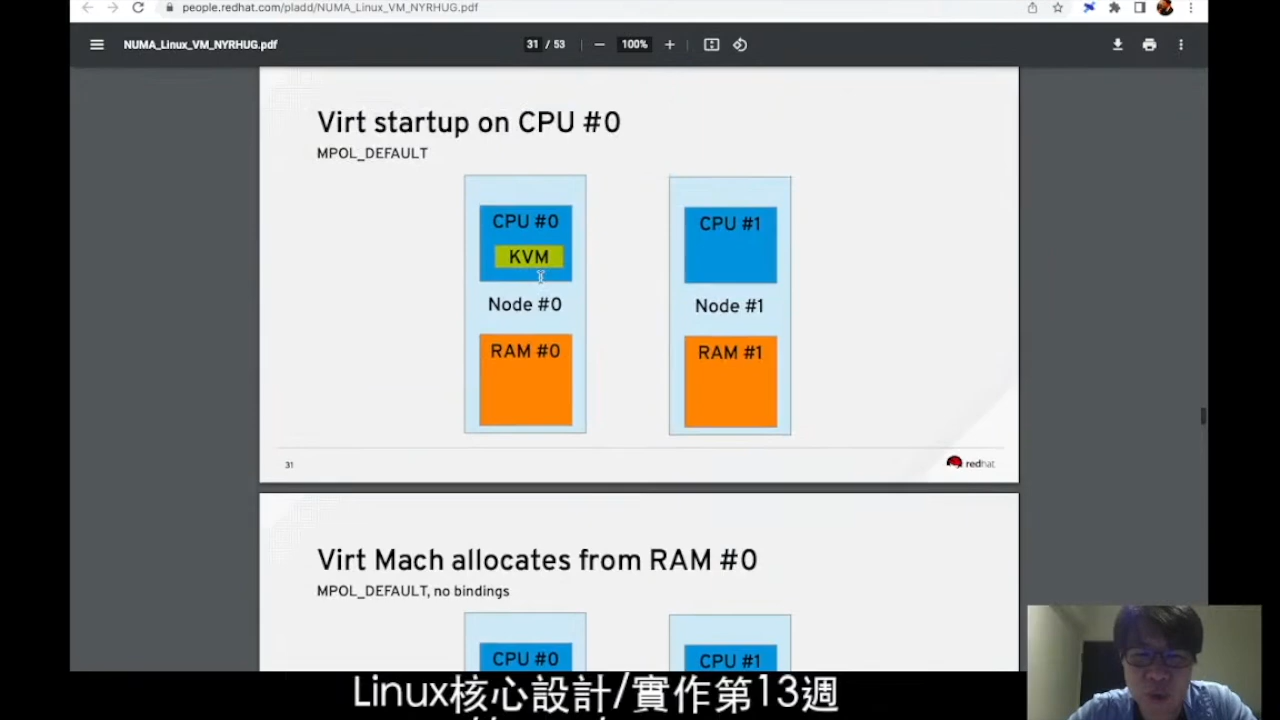 people.redhat.com/pladd/NUMA_Linux_VM_NYRHUG.pdf
NUMA_Linux_VM_NYRHUG.pdf
31 / 53
100%
Virt startup on CPU #0
MPOL_DEFAULT
CPU #0
KVM
Node #0
RAM #0
CPU #1
Node #1
RAM #1
31
redhat
Virt Mach allocates from RAM #0
MPOL_DEFAULT, no bindings
CPU #0
CPU #1
Linux核心設計/實作第13週